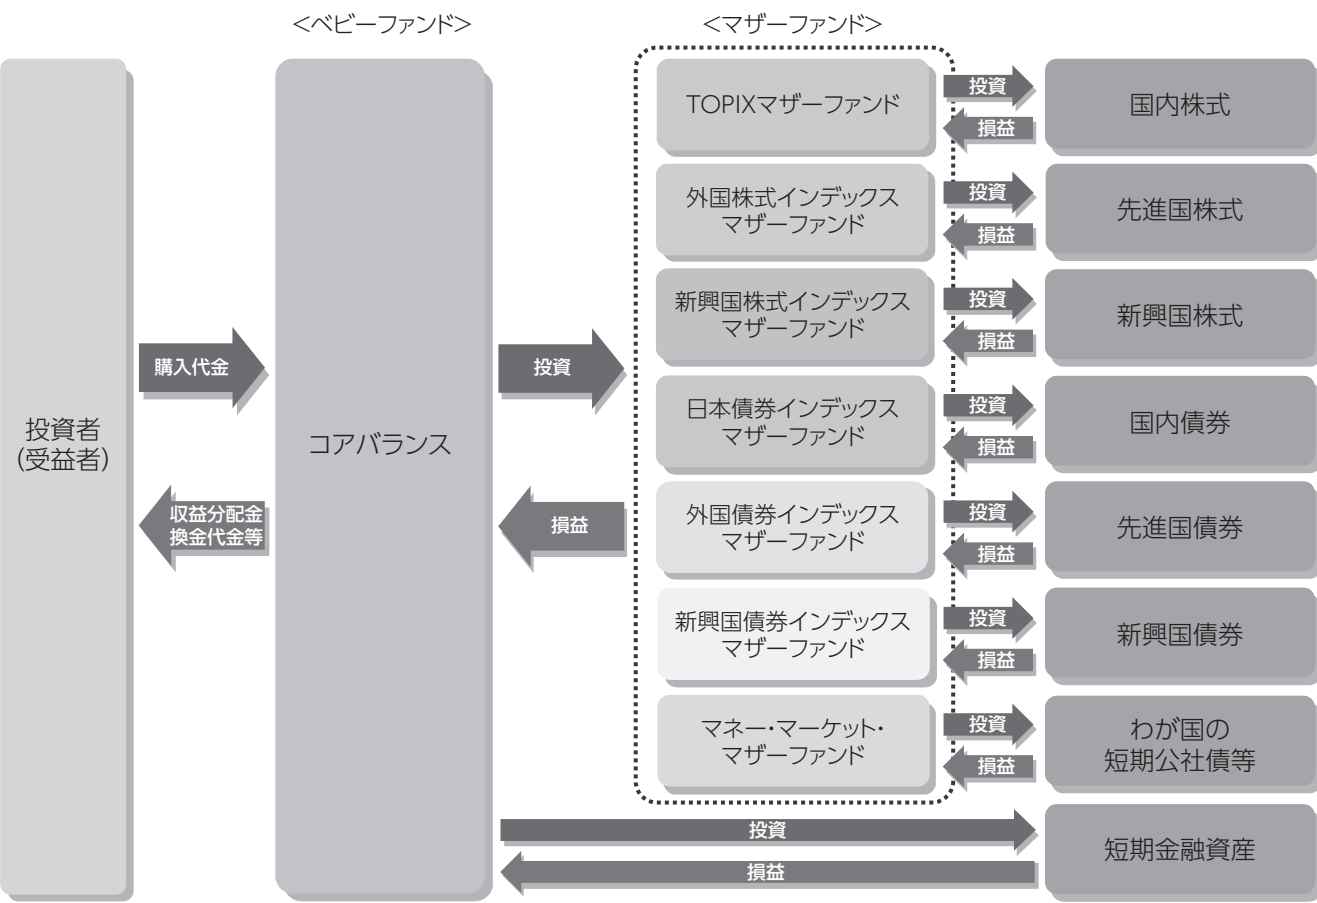 <ベビーファンド>
<マザーファンド>
投資者
(受益者)
購入代金
収益分配金
換金代金等
コアバランス
投資
損益
TOPIXマザーファンド
投資
損益
国内株式
外国株式インデックス
マザーファンド
投資
損益
先進国株式
新興国株式インデックス
マザーファンド
投資
損益
新興国株式
日本債券インデックス
マザーファンド
投資
損益
国内債券
外国債券インデックス
マザーファンド
投資
損益
先進国債券
新興国債券インデックス
マザーファンド
投資
損益
新興国債券
マネー・マーケット・
マザーファンド
投資
損益
わが国の
短期公社債等
投資
損益
短期金融資産